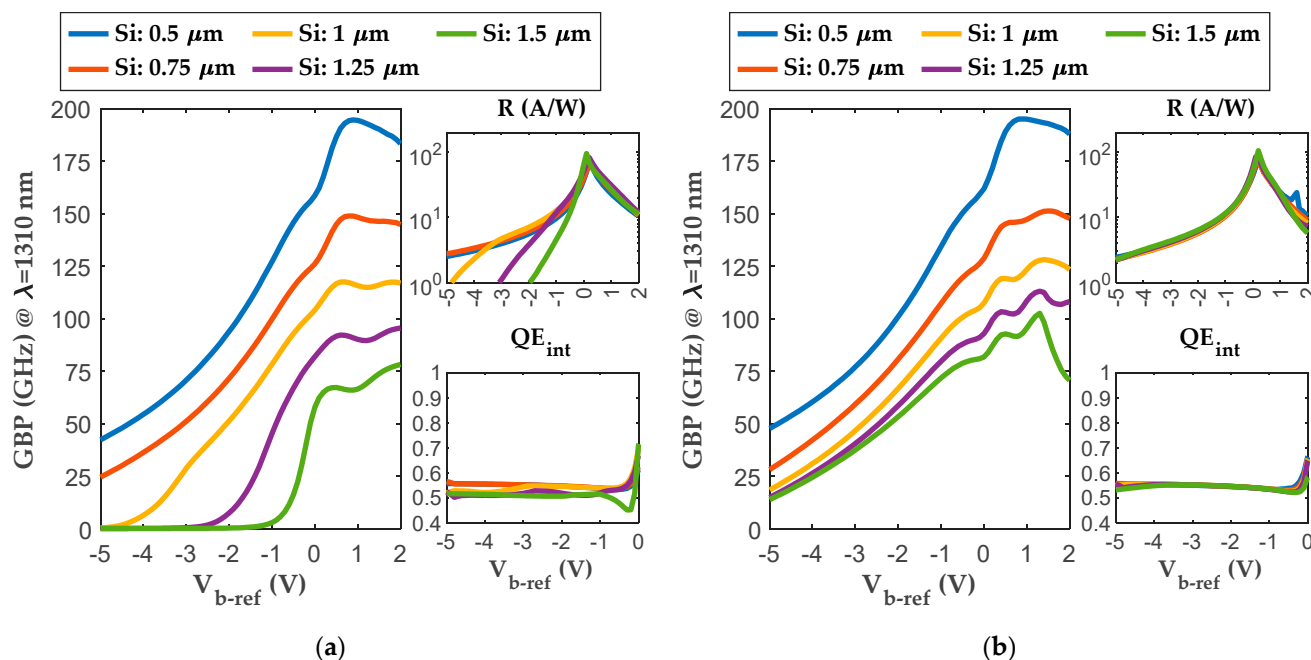 Si: 0.5 μm Si: 1 μm Si: 1.5 μm
Si: 0.75 μm Si: 1.25 μm
GBP (GHz) @ λ=1310 nm
200
175
150
125
100
75
50
25
0
-5 -4 -3 -2 -1 0 1 2
V_b-ref (V)
R (A/W)
10^2
10^1
10^0
-5 -4 -3 -2 -1 0 1 2
QE_int
1
0.9
0.8
0.7
0.6
0.5
0.4
-5 -4 -3 -2 -1 0
V_b-ref (V)
(a)
Si: 0.5 μm Si: 1 μm Si: 1.5 μm
Si: 0.75 μm Si: 1.25 μm
GBP (GHz) @ λ=1310 nm
200
175
150
125
100
75
50
25
0
-5 -4 -3 -2 -1 0 1 2
V_b-ref (V)
R (A/W)
10^2
10^1
10^0
-5 -4 -3 -2 -1 0 1 2
QE_int
1
0.9
0.8
0.7
0.6
0.5
0.4
-5 -4 -3 -2 -1 0
V_b-ref (V)
(b)